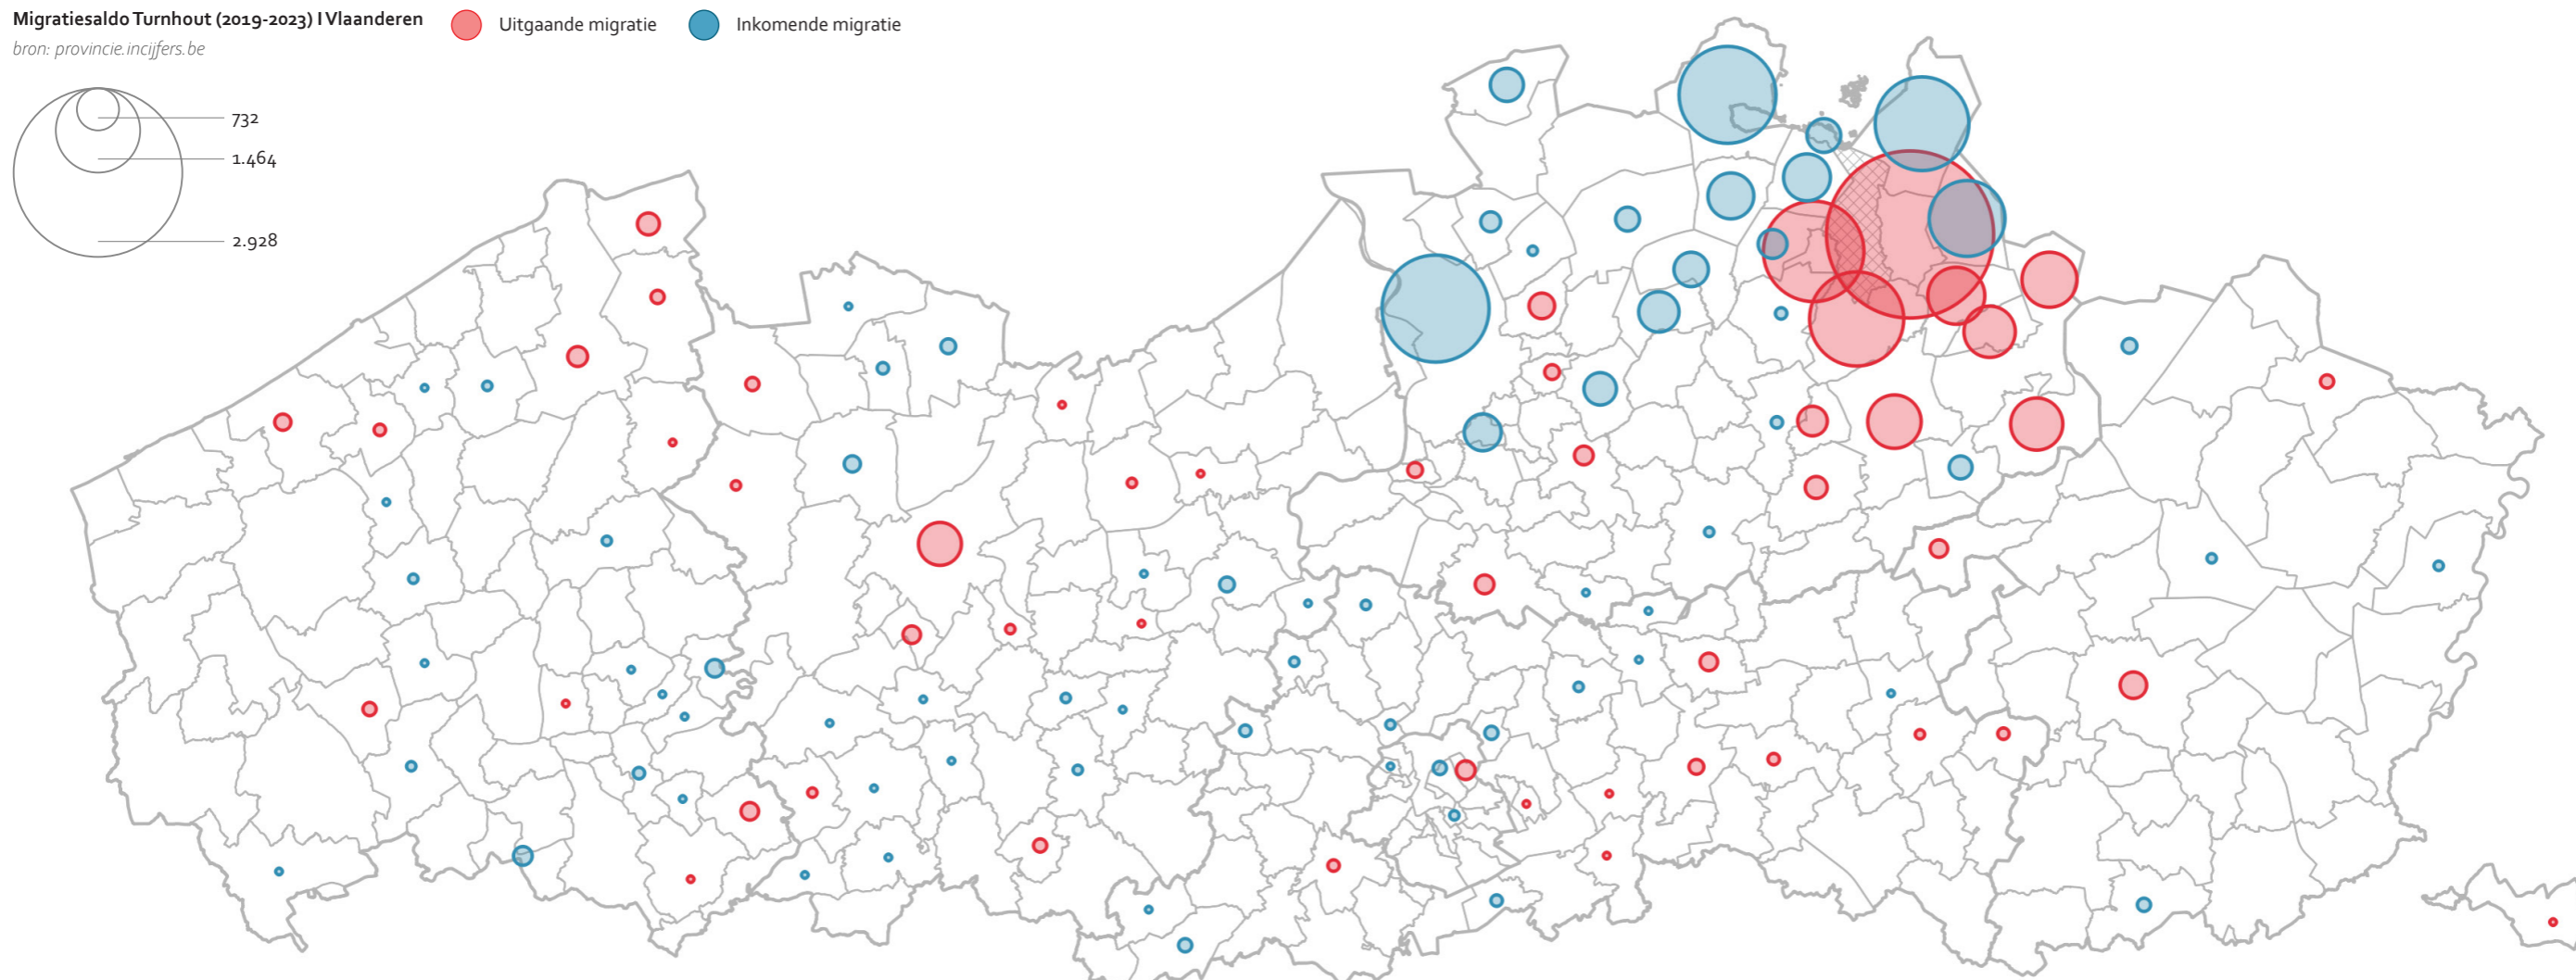 Migratiesaldo Turnhout (2019-2023) I Vlaanderen
Uitgaande migratie
Inkomende migratie
bron: provincie.incijfers.be
732
1.464
2.928